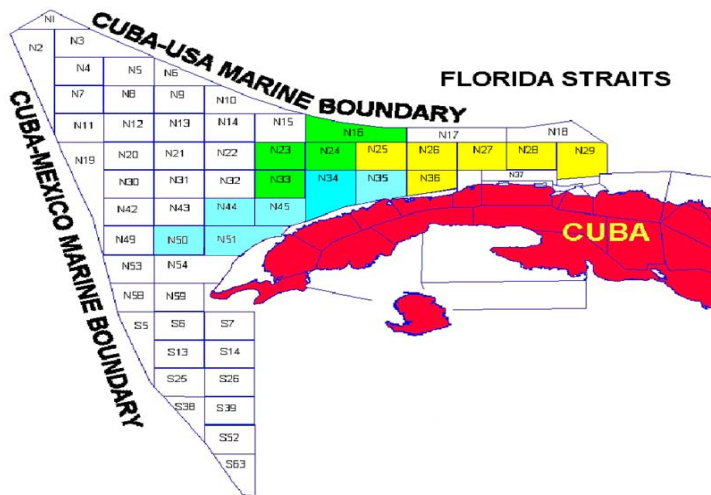 N1
N2
N3
CUBA-USA MARINE BOUNDARY
CUBA-MEXICO MARINE BOUNDARY
FLORIDA STRAITS
N4
N5
N6
N7
N8
N9
N10
N11
N12
N13
N14
N15
N16
N17
N18
N19
N20
N21
N22
N23
N24
N25
N26
N27
N28
N29
N30
N31
N32
N33
N34
N35
N36
N37
N42
N43
N44
N45
CUBA
N49
N50
N51
N53
N54
N58
N59
S5
S6
S7
S13
S14
S25
S26
S38
S39
S52
S63